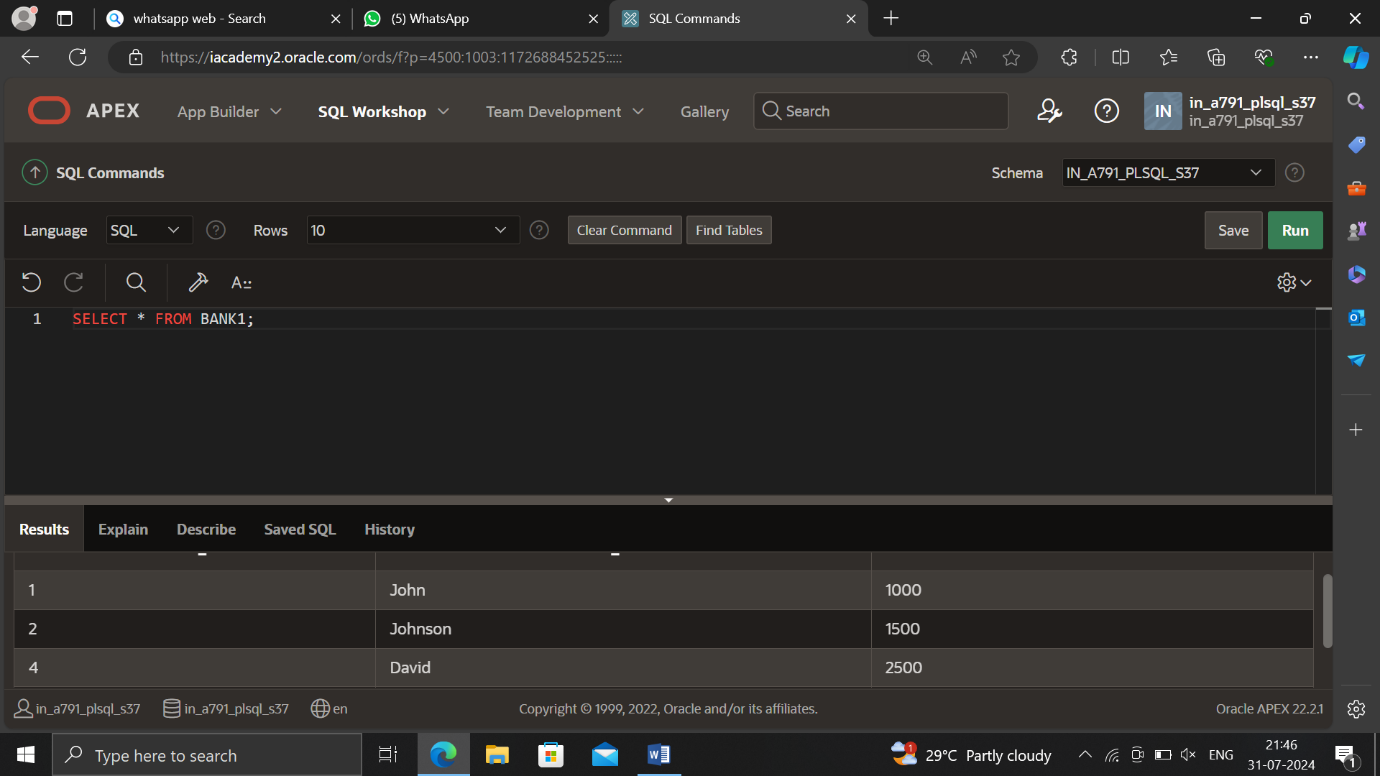 whatsapp web - Search
(5) WhatsApp
SQL Commands
https://iacademy2.oracle.com/ords/f?p=4500:1003:1172688452525:::::
APEX App Builder SQL Workshop Team Development Gallery Search
IN in_a791_plsql_s37
in_a791_plsql_s37
SQL Commands Schema IN_A791_PLSQL_S37
Language SQL Rows 10 Clear Command Find Tables Save Run
A::
1 SELECT * FROM BANK1;
Results Explain Describe Saved SQL History
1 John 1000
2 Johnson 1500
4 David 2500
in_a791_plsql_s37 in_a791_plsql_s37 en Copyright © 1999, 2022, Oracle and/or its affiliates. Oracle APEX 22.2.1
Type here to search 1 29°C Partly cloudy ENG 21:46
31-07-2024 1